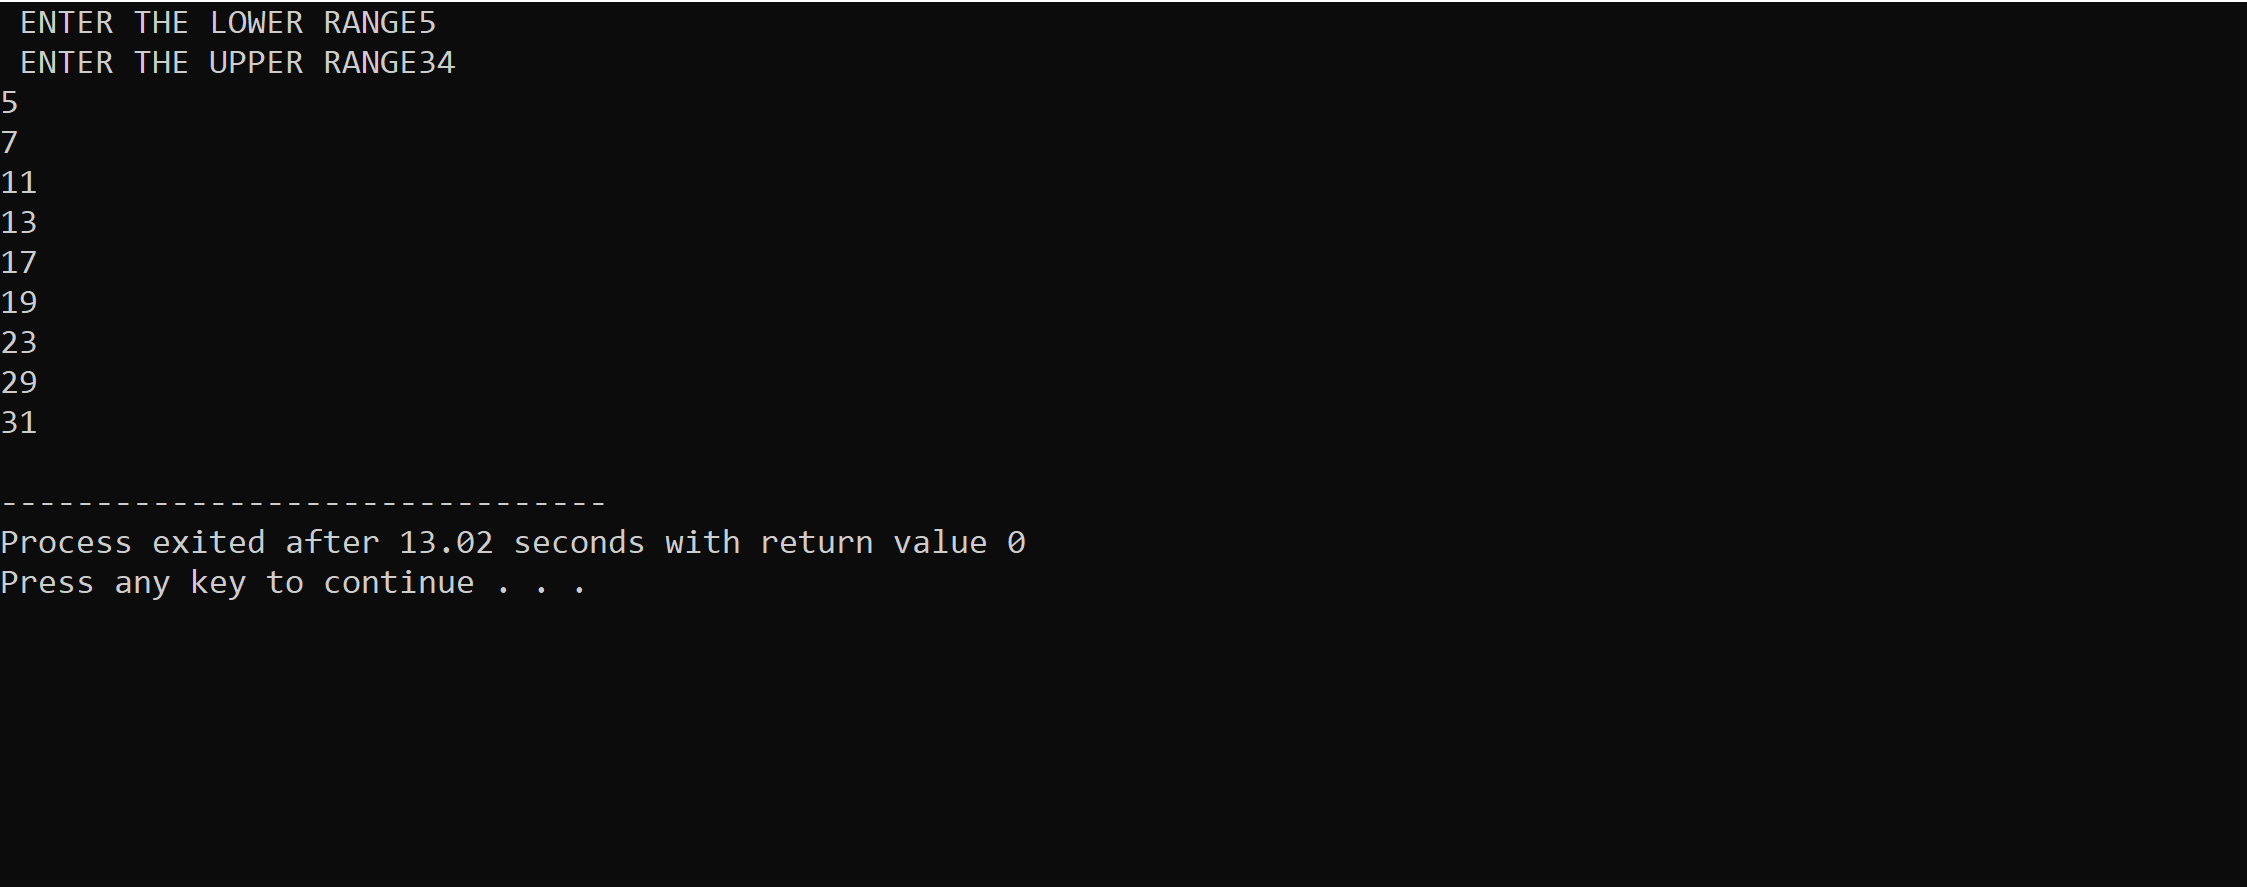 ENTER THE LOWER RANGE5
ENTER THE UPPER RANGE34
5
7
11
13
17
19
23
29
31
--------------------------------
Process exited after 13.02 seconds with return value 0
Press any key to continue . . .